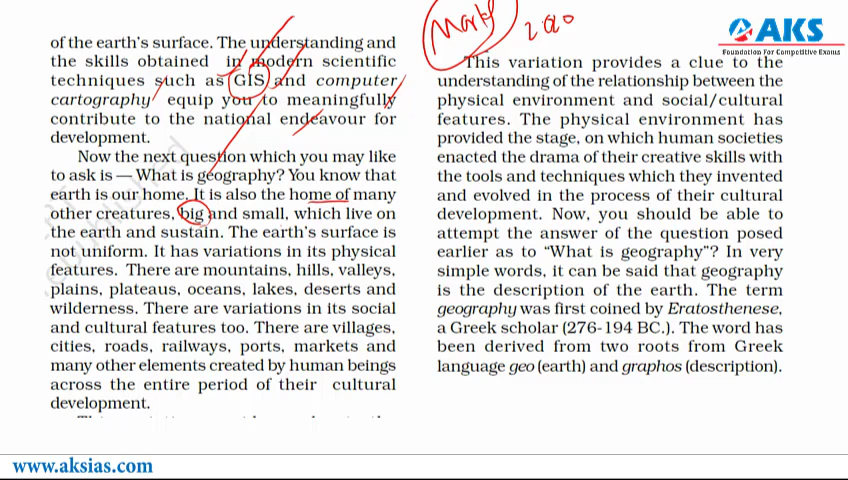 of the earth's surface. The understanding and
the skills obtained in modern scientific
techniques such as GIS and computer
cartography equip you to meaningfully
contribute to the national endeavour for
development.
Now the next question which you may like
to ask is — What is geography? You know that
earth is our home. It is also the home of many
other creatures, big and small, which live on
the earth and sustain. The earth's surface is
not uniform. It has variations in its physical
features. There are mountains, hills, valleys,
plains, plateaus, oceans, lakes, deserts and
wilderness. There are variations in its social
and cultural features too. There are villages,
cities, roads, railways, ports, markets and
many other elements created by human beings
across the entire period of their cultural
development.
AKS
Foundation For Competitive Exams
This variation provides a clue to the
understanding of the relationship between the
physical environment and social/cultural
features. The physical environment has
provided the stage, on which human societies
enacted the drama of their creative skills with
the tools and techniques which they invented
and evolved in the process of their cultural
development. Now, you should be able to
attempt the answer of the question posed
earlier as to "What is geography"? In very
simple words, it can be said that geography
is the description of the earth. The term
geography was first coined by Eratosthenese,
a Greek scholar (276-194 BC.). The word has
been derived from two roots from Greek
language geo (earth) and graphos (description).
www.aksias.com